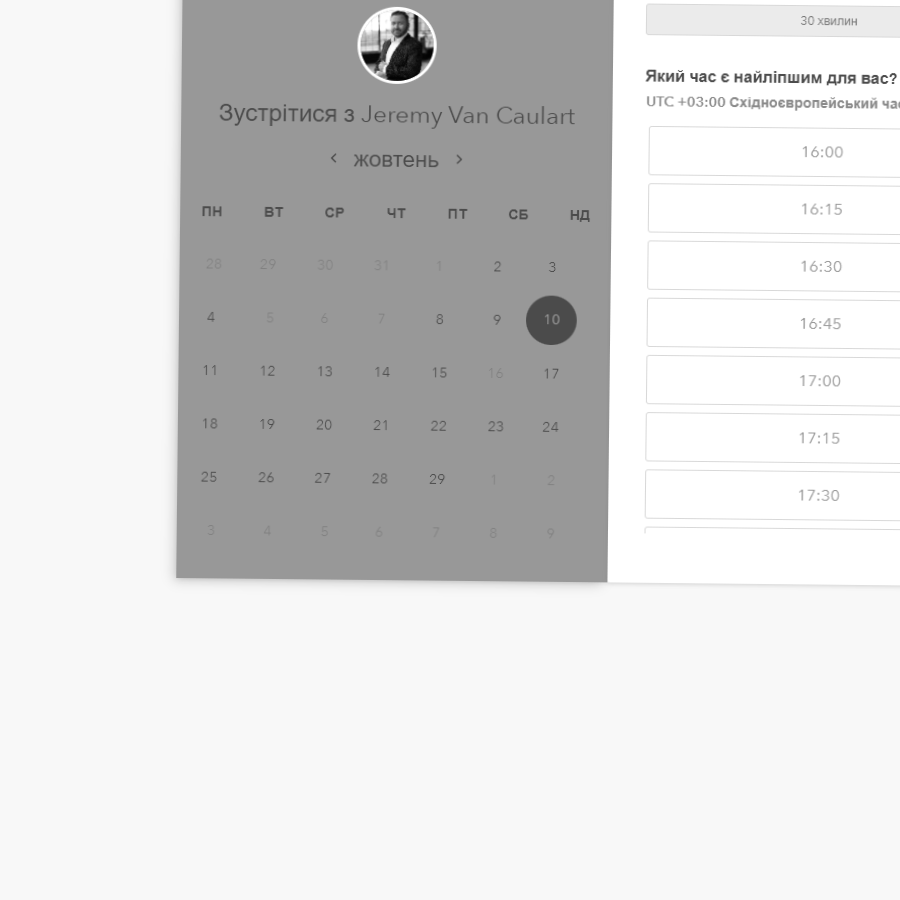 Зустрітися з Jeremy Van Caulart
жовтень
ПН ВТ СР ЧТ ПТ СБ НД
28 29 30 31 1 2 3
4 5 6 7 8 9 10
11 12 13 14 15 16 17
18 19 20 21 22 23 24
25 26 27 28 29 1 2
3 4 5 6 7 8 9
30 хвилин
Який час є найліпшим для вас?
UTC +03:00 Східноєвропейський
16:00
16:15
16:30
16:45
17:00
17:15
17:30